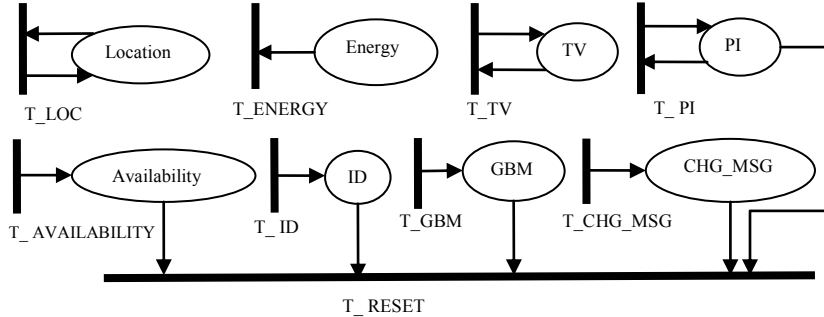 Location
Energy
TV
PI
T_LOC
T_ENERGY
T_TV
T_ PI
Availability
ID
GBM
CHG_MSG
T_ AVAILABILITY
T_ ID
T_GBM
T_CHG_MSG
T_ RESET